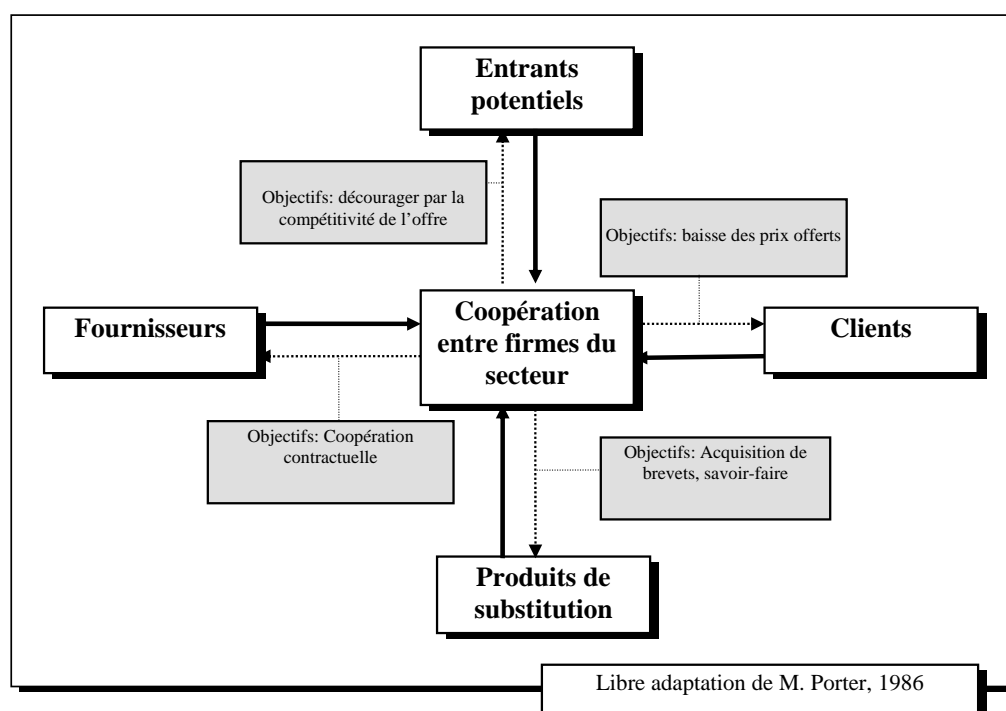 Entrants
potentiels
Objectifs: décourager par la
compétitivité de l’offre
Objectifs: baisse des prix offerts
Fournisseurs
Coopération
entre firmes du
secteur
Clients
Objectifs: Coopération
contractuelle
Objectifs: Acquisition de
brevets, savoir-faire
Produits de
substitution
Libre adaptation de M. Porter, 1986